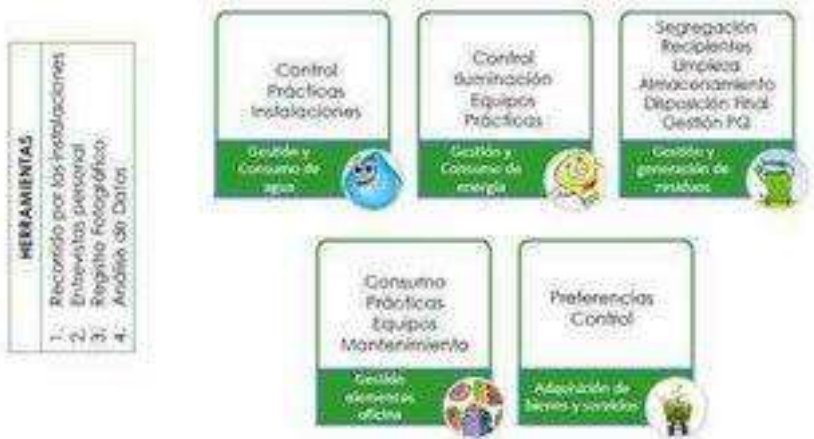 HERRAMIENTAS
1. Recorrido por las instalaciones
2. Entrevistas personal
3. Registro Fotográfico
4. Análisis de Datos
Control
Prácticas
Instalaciones
Gestión y
Consumo de
agua
Control
Iluminación
Equipos
Prácticas
Gestión y
Consumo de
energía
Segregación
Recipientes
Limpieza
Almacenamiento
Disposición Final
Gestión PQ
Gestión y
generación de
residuos
Consumo
Prácticas
Equipos
Mantenimiento
Gestión
elementos
oficina
Preferencias
Control
Adquisición de
bienes y servicios